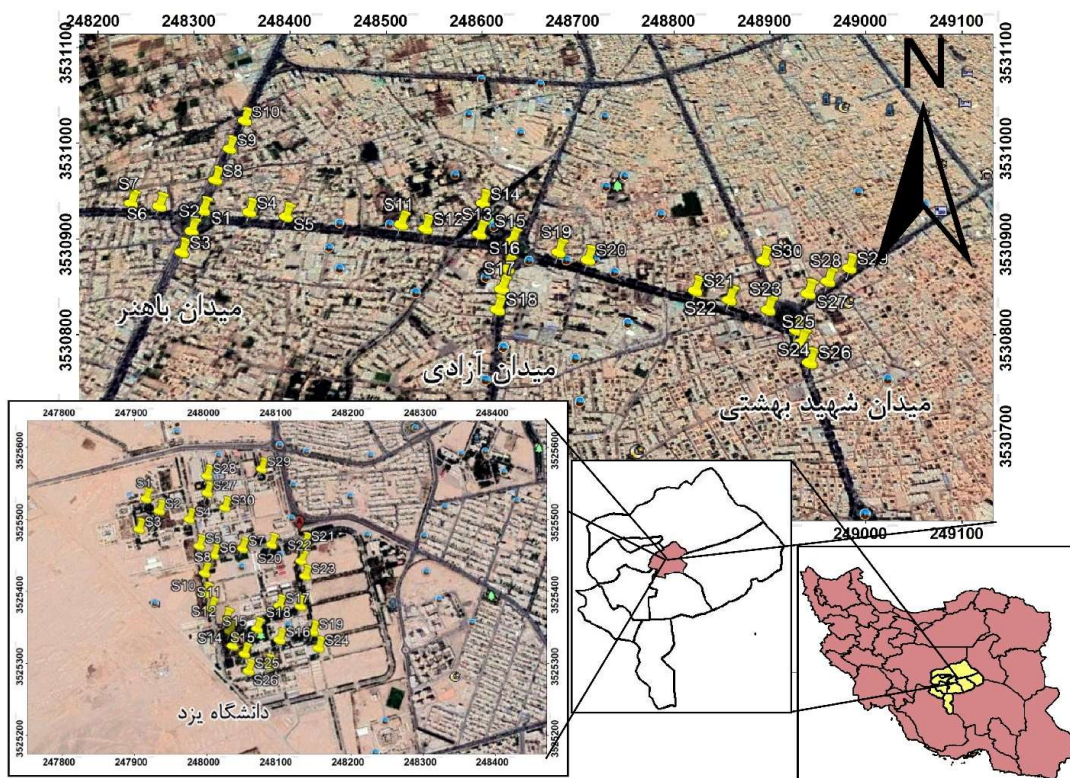 248200 248300 248400 248500 248600 248700 248800 248900 249000 249100
3531100
3531000
3530900
3530800
3531100
3531000
3530900
3530800
3530700
249000 249100
N
S10
S9
S8
S7
S6
S2
S1
S4
S5
S3
S11
S12
S13
S14
S15
S16
S17
S18
S19
S20
S21
S22
S30
S23
S28
S29
S27
S25
S24
S26
میدان باهنر
میدان آزادی
میدان شهید بهشتی
247800 247900 248000 248100 248200 248300 248400
3525600
3525500
3525400
3525300
3525200
3525600
3525500
3525400
3525300
3525200
S28
S29
S27
S1
S2
S30
S3
S4
S5
S6
S7
S20
S22
S21
S8
S23
S10
S11
S12
S17
S15
S18
S14
S15
S16
S19
S24
S25
S26
دانشگاه یزد
247800 247900 248000 248100 248200 248300 248400